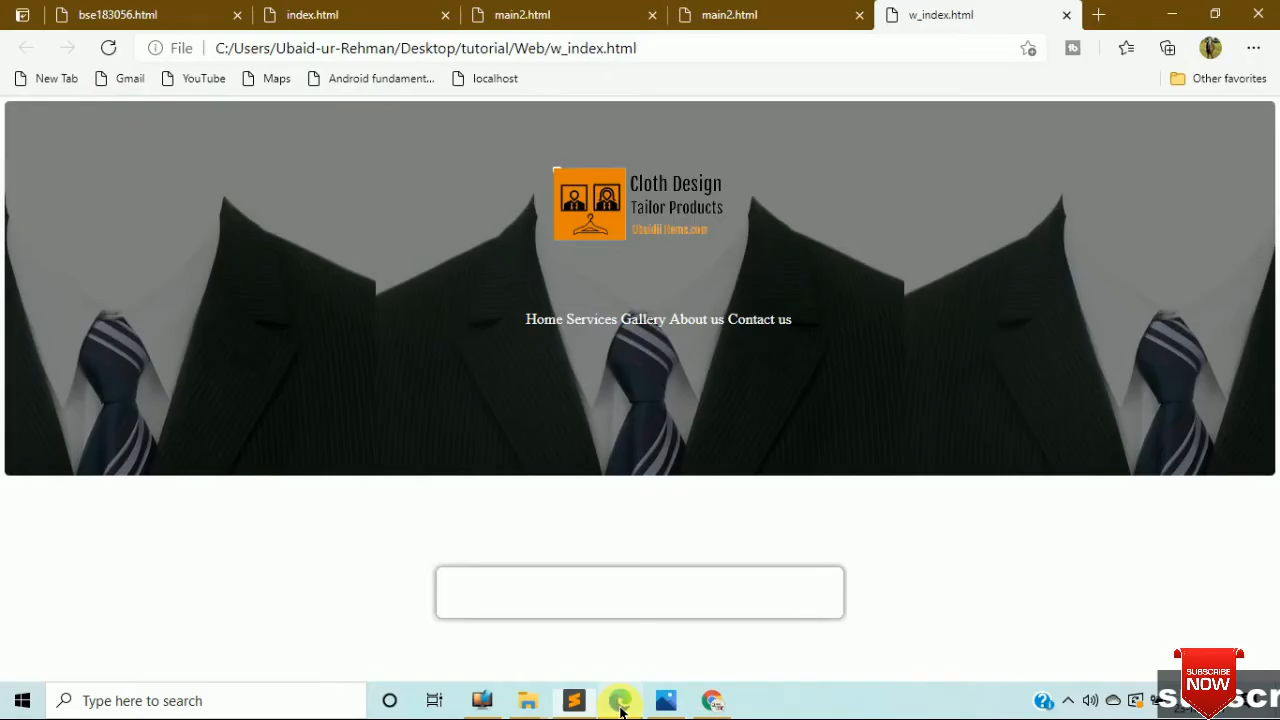 bse183056.html
index.html
main2.html
main2.html
w_index.html
File
C:/Users/Ubaid-ur-Rehman/Desktop/tutorial/Web/w_index.html
New Tab
Gmail
YouTube
Maps
Android fundament...
localhost
Other favorites
Cloth Design
Tailor Products
Ubaidii Items.com
Home Services Gallery About us Contact us
Type here to search
SUBSCRIBE
NOW